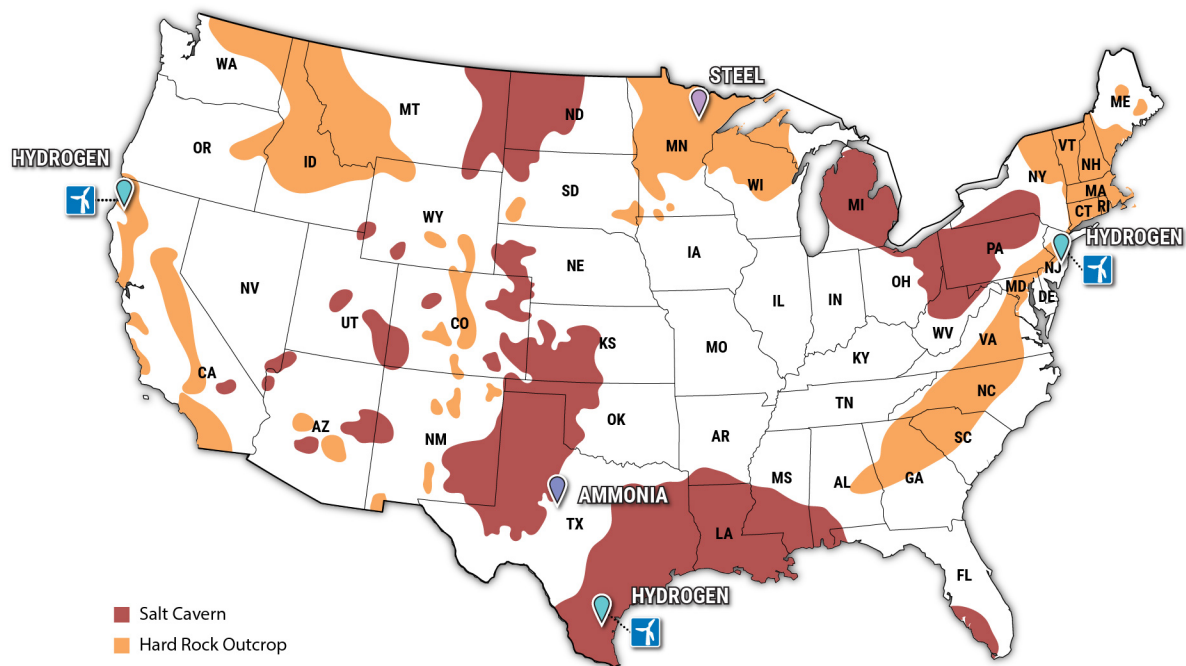 STEEL
WA
MT
ND
ME
MN
VT
OR
ID
NH
HYDROGEN
NY
WI
MA
SD
MI
CT
RI
WY
HYDROGEN
PA
IA
NE
NJ
NV
OH
MD
DE
IL
IN
UT
CO
WV
VA
KS
MO
KY
CA
NC
TN
OK
AZ
AR
SC
NM
MS
AL
GA
AMMONIA
TX
LA
FL
HYDROGEN
Salt Cavern
Hard Rock Outcrop